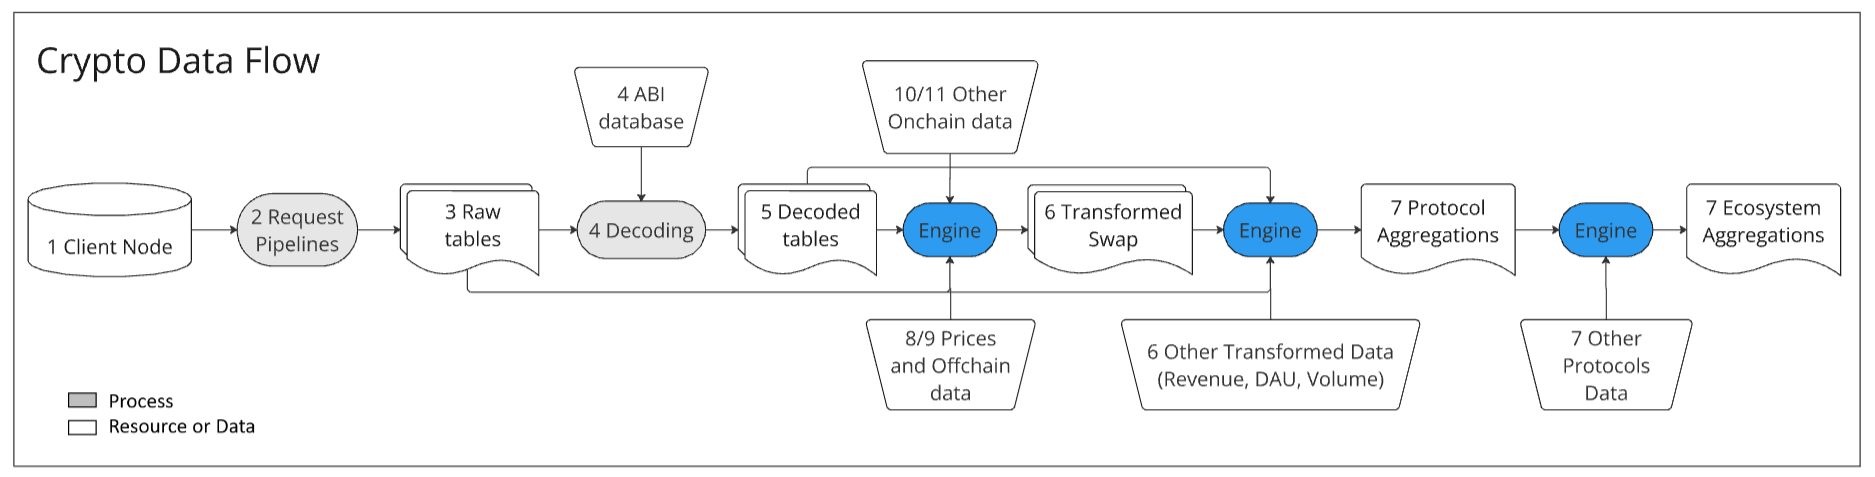 Crypto Data Flow
4 ABI
database
10/11 Other
Onchain data
1 Client Node
2 Request
Pipelines
3 Raw
tables
4 Decoding
5 Decoded
tables
Engine
6 Transformed
Swap
Engine
7 Protocol
Aggregations
Engine
7 Ecosystem
Aggregations
8/9 Prices
and Offchain
data
6 Other Transformed Data
(Revenue, DAU, Volume)
7 Other
Protocols
Data
Process
Resource or Data